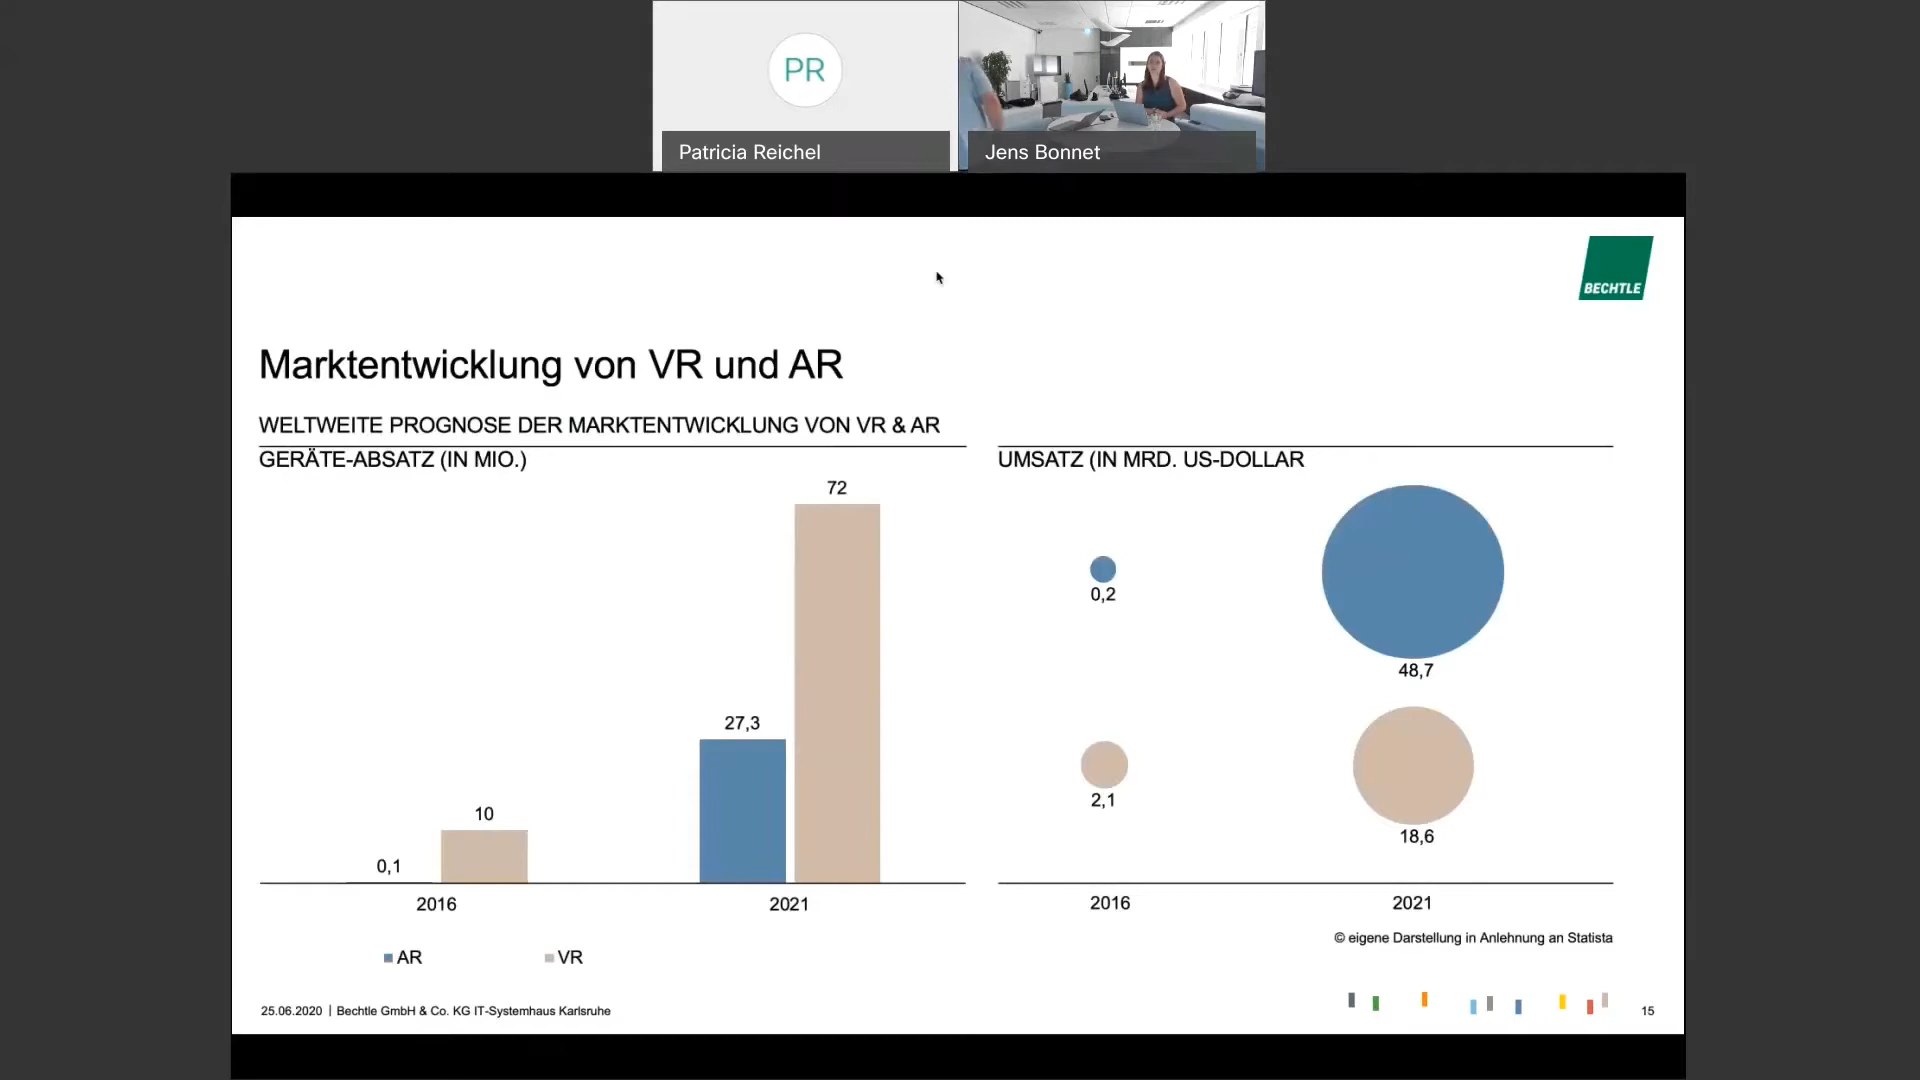 PR
Patricia Reichel
Jens Bonnet
BECHTLE
Marktentwicklung von VR und AR
WELTWEITE PROGNOSE DER MARKTENTWICKLUNG VON VR & AR
GERÄTE-ABSATZ (IN MIO.)
72
27,3
10
0,1
2016
2021
AR
VR
UMSATZ (IN MRD. US-DOLLAR
0,2
48,7
2,1
18,6
2016
2021
© eigene Darstellung in Anlehnung an Statista
25.06.2020 | Bechtle GmbH & Co. KG IT-Systemhaus Karlsruhe
15